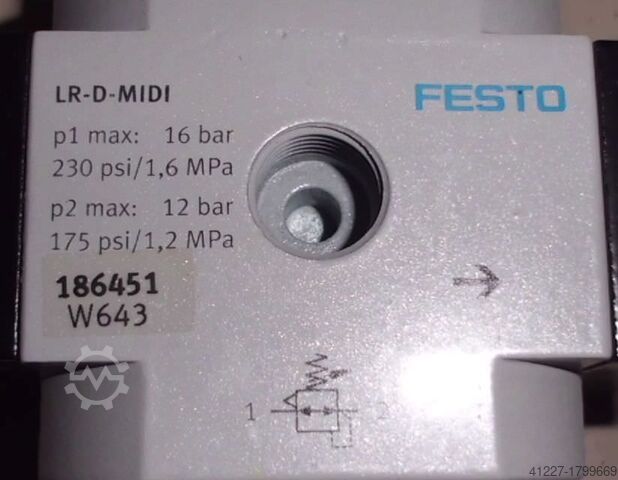 LR-D-MIDI
FESTO
p1 max: 16 bar
230 psi/1,6 MPa
p2 max: 12 bar
175 psi/1,2 MPa
186451
W643
1 2
41227-1799669